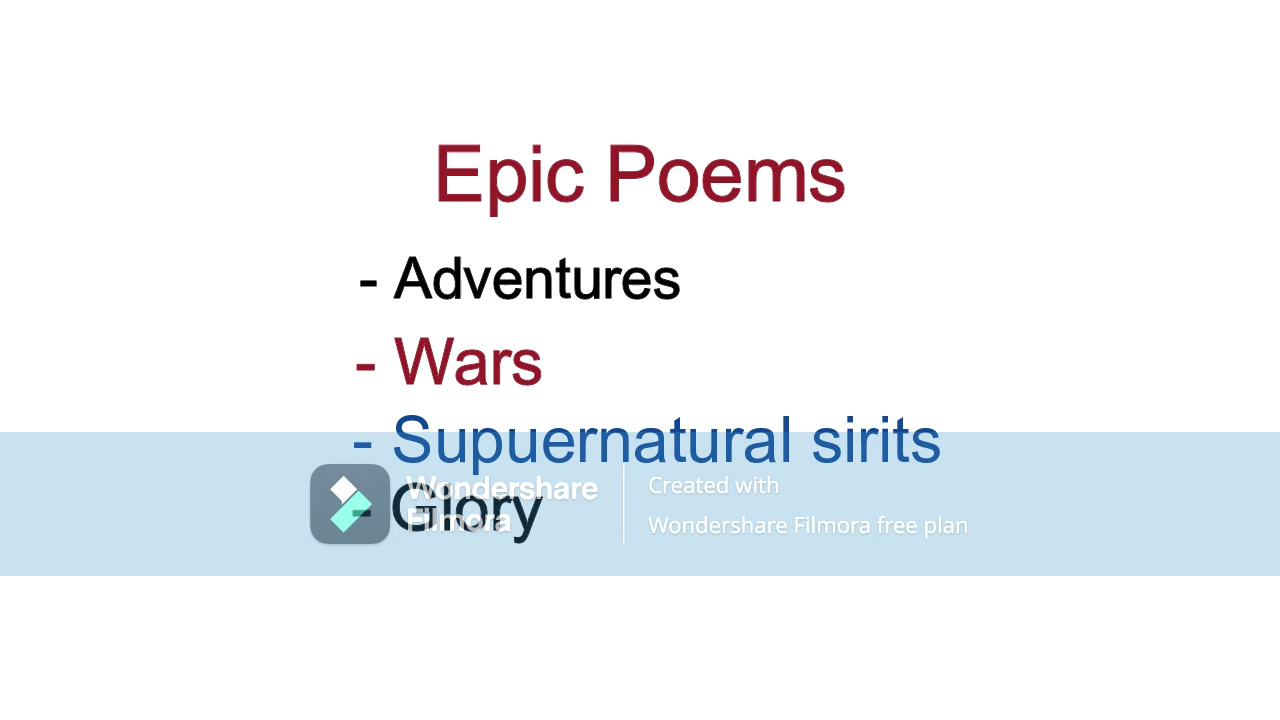 Epic Poems
- Adventures
- Wars
- Supuernatural sirits
- Glory
Wondershare
Filmora
Created with
Wondershare Filmora free plan